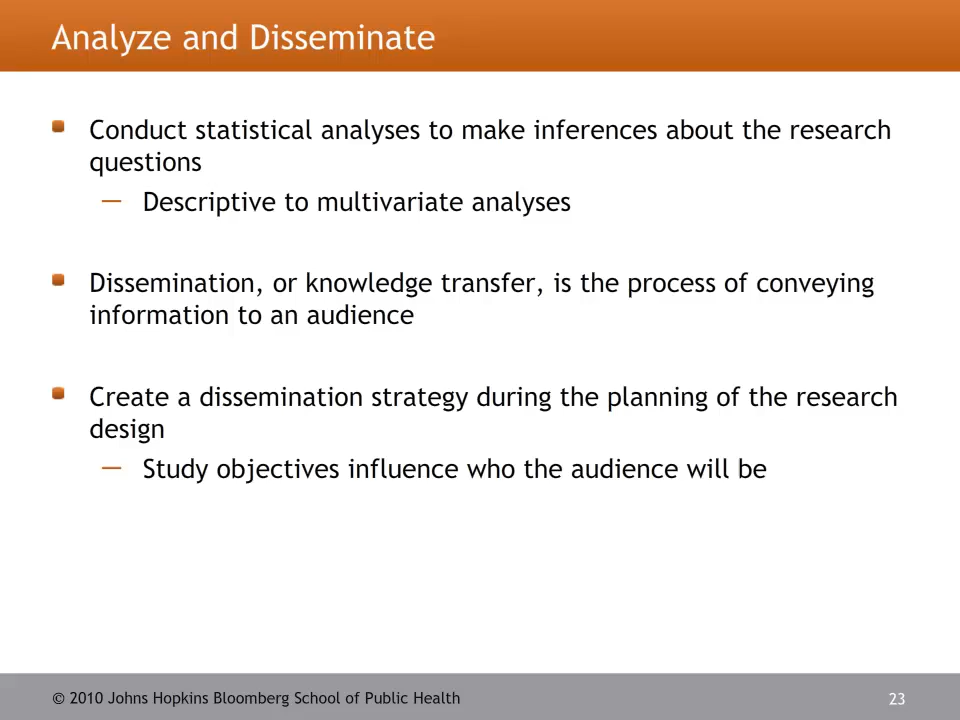 Analyze and Disseminate
Conduct statistical analyses to make inferences about the research
questions
— Descriptive to multivariate analyses
Dissemination, or knowledge transfer, is the process of conveying
information to an audience
Create a dissemination strategy during the planning of the research
design
— Study objectives influence who the audience will be
© 2010 Johns Hopkins Bloomberg School of Public Health
23